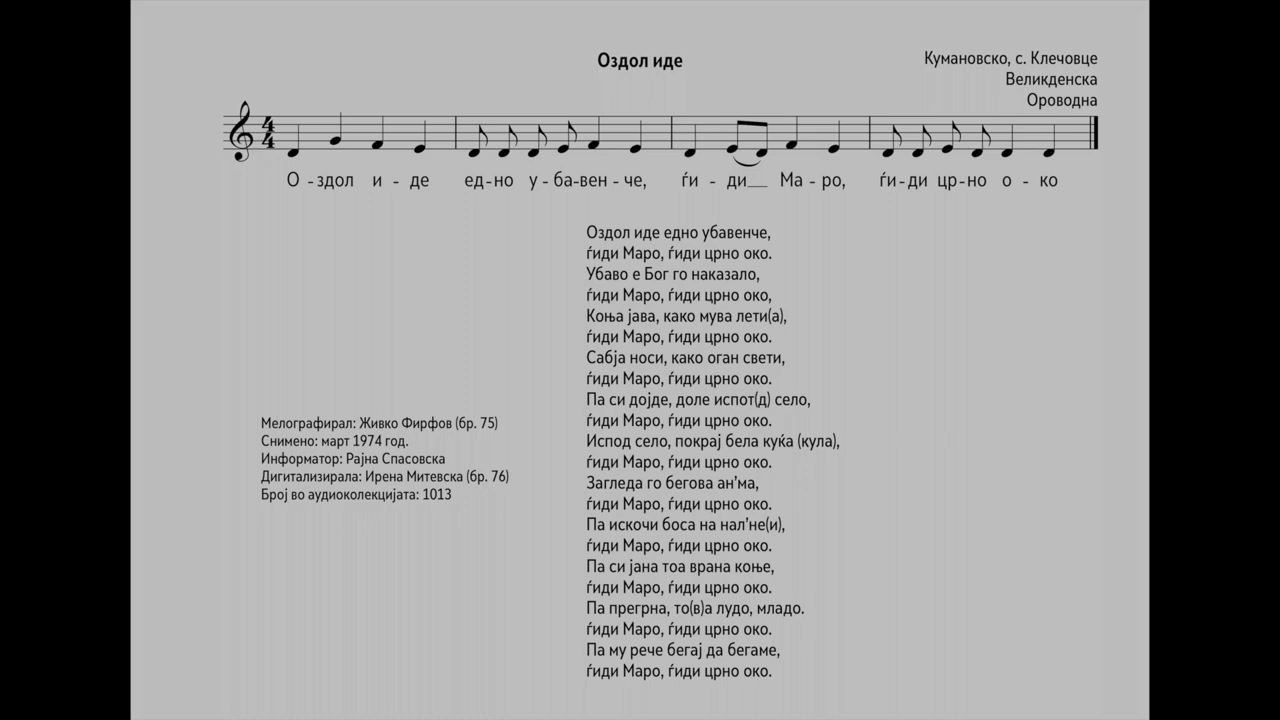 Оздол иде
Кумановско, с. Клечовце
Великденска
Ороводна
О - здол и - де ед-но у-ба-вен-че, ѓи - ди__ Ма - ро, ѓи-ди цр-но о - ко
Оздол иде едно убавенче,
ѓиди Маро, ѓиди црно око.
Убаво е Бог го наказало,
ѓиди Маро, ѓиди црно око,
Коња јава, како мува лети(а),
ѓиди Маро, ѓиди црно око.
Сабја носи, како оган свети,
ѓиди Маро, ѓиди црно око.
Па си дојде, доле испот(д) село,
ѓиди Маро, ѓиди црно око.
Испод село, покрај бела куќа (кула),
ѓиди Маро, ѓиди црно око.
Загледа го бегова ан’ма,
ѓиди Маро, ѓиди црно око.
Па искочи боса на нал’не(и),
ѓиди Маро, ѓиди црно око.
Па си јана тоа врана коње,
ѓиди Маро, ѓиди црно око.
Па прегрна, то(в)а лудо, младо.
ѓиди Маро, ѓиди црно око.
Па му рече бегај да бегаме,
ѓиди Маро, ѓиди црно око.
Мелографирал: Живко Фирфов (бр. 75)
Снимено: март 1974 год.
Информатор: Рајна Спасовска
Дигитализирала: Ирена Митевска (бр. 76)
Број во аудиоколекцијата: 1013